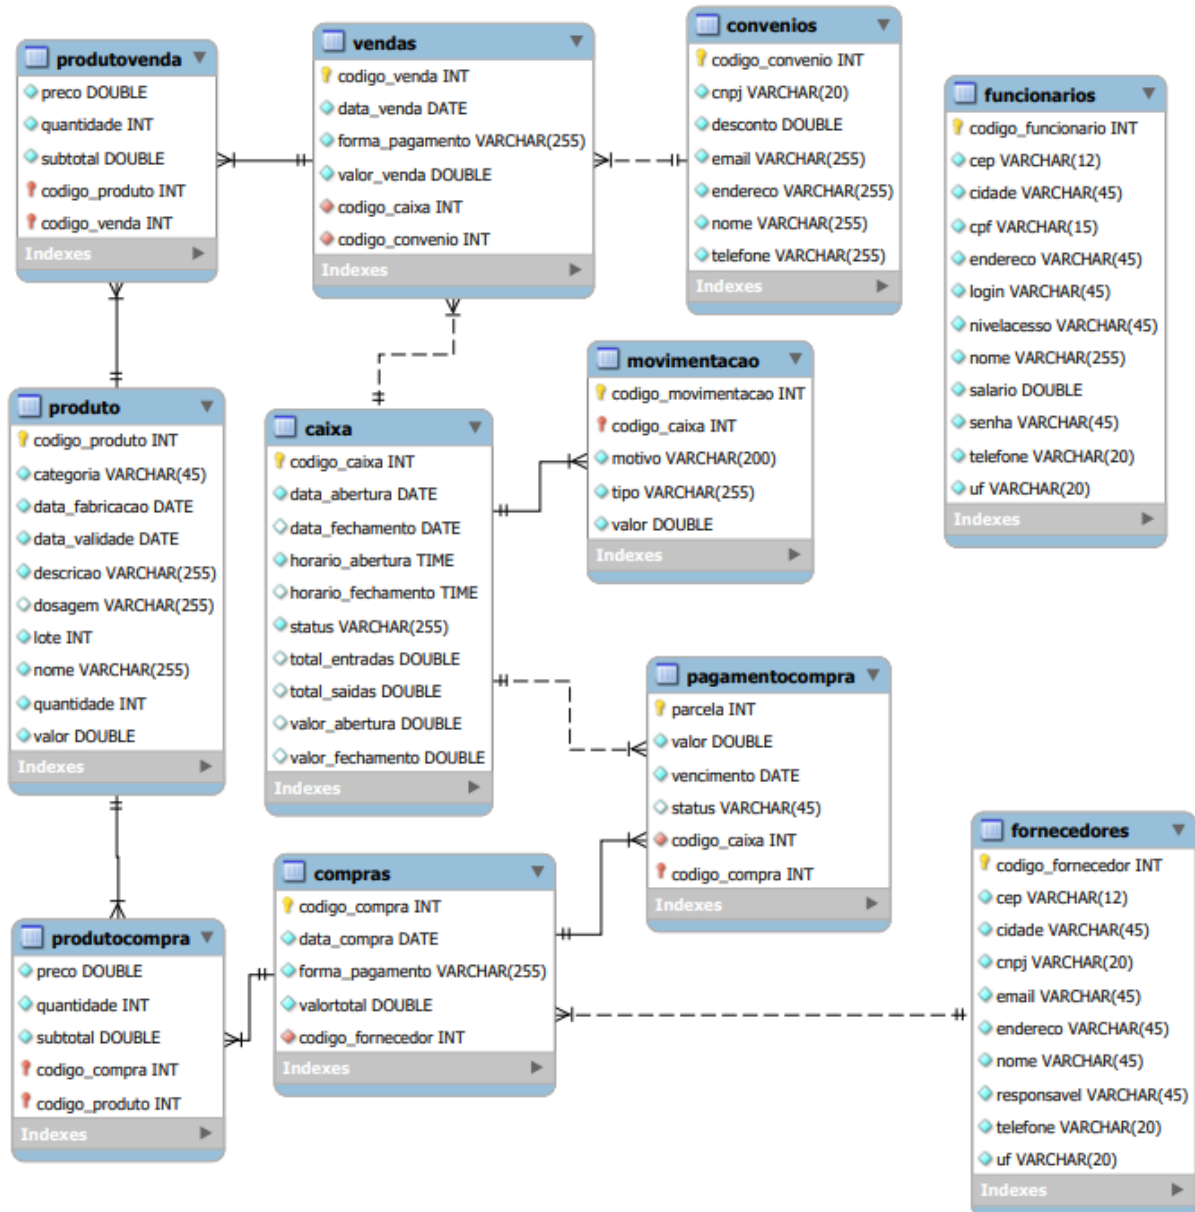 produtovenda
preco DOUBLE
quantidade INT
subtotal DOUBLE
codigo_produto INT
codigo_venda INT
Indexes
vendas
codigo_venda INT
data_venda DATE
forma_pagamento VARCHAR(255)
valor_venda DOUBLE
codigo_caixa INT
codigo_convenio INT
Indexes
convenios
codigo_convenio INT
cnpj VARCHAR(20)
desconto DOUBLE
email VARCHAR(255)
endereco VARCHAR(255)
nome VARCHAR(255)
telefone VARCHAR(255)
Indexes
funcionarios
codigo_funcionario INT
cep VARCHAR(12)
cidade VARCHAR(45)
cpf VARCHAR(15)
endereco VARCHAR(45)
login VARCHAR(45)
nivelacesso VARCHAR(45)
nome VARCHAR(255)
salario DOUBLE
senha VARCHAR(45)
telefone VARCHAR(20)
uf VARCHAR(20)
Indexes
produto
codigo_produto INT
categoria VARCHAR(45)
data_fabricacao DATE
data_validade DATE
descricao VARCHAR(255)
dosagem VARCHAR(255)
lote INT
nome VARCHAR(255)
quantidade INT
valor DOUBLE
Indexes
caixa
codigo_caixa INT
data_abertura DATE
data_fechamento DATE
horario_abertura TIME
horario_fechamento TIME
status VARCHAR(255)
total_entradas DOUBLE
total_saidas DOUBLE
valor_abertura DOUBLE
valor_fechamento DOUBLE
Indexes
movimentacao
codigo_movimentacao INT
codigo_caixa INT
motivo VARCHAR(200)
tipo VARCHAR(255)
valor DOUBLE
Indexes
pagamentocompra
parcela INT
valor DOUBLE
vencimento DATE
status VARCHAR(45)
codigo_caixa INT
codigo_compra INT
Indexes
produtocompra
preco DOUBLE
quantidade INT
subtotal DOUBLE
codigo_compra INT
codigo_produto INT
Indexes
compras
codigo_compra INT
data_compra DATE
forma_pagamento VARCHAR(255)
valortotal DOUBLE
codigo_fornecedor INT
Indexes
fornecedores
codigo_fornecedor INT
cep VARCHAR(12)
cidade VARCHAR(45)
cnpj VARCHAR(20)
email VARCHAR(45)
endereco VARCHAR(45)
nome VARCHAR(45)
responsavel VARCHAR(45)
telefone VARCHAR(20)
uf VARCHAR(20)
Indexes